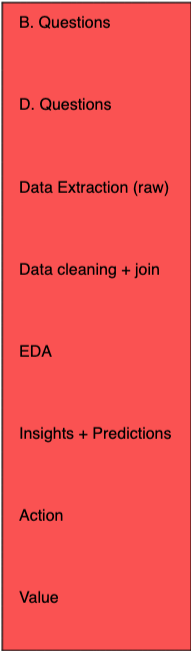 B. Questions
D. Questions
Data Extraction (raw)
Data cleaning + join
EDA
Insights + Predictions
Action
Value